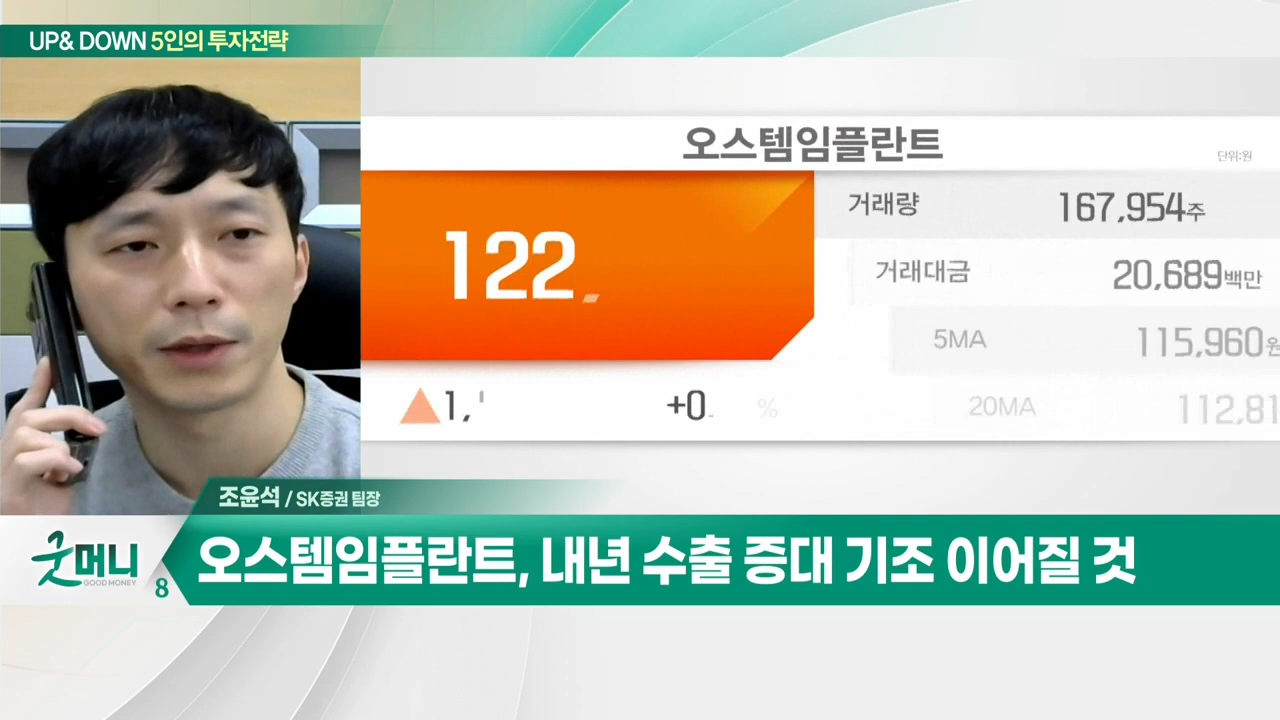 UP& DOWN 5인의 투자전략
오스템임플란트
단위:원
122
거래량 167,954주
거래대금 20,689백만
5MA 115,960원
20MA 112,81
1,
+0
%
조윤석 / SK증권 팀장
굿머니
GOOD MONEY
8
오스템임플란트, 내년 수출 증대 기조 이어질 것